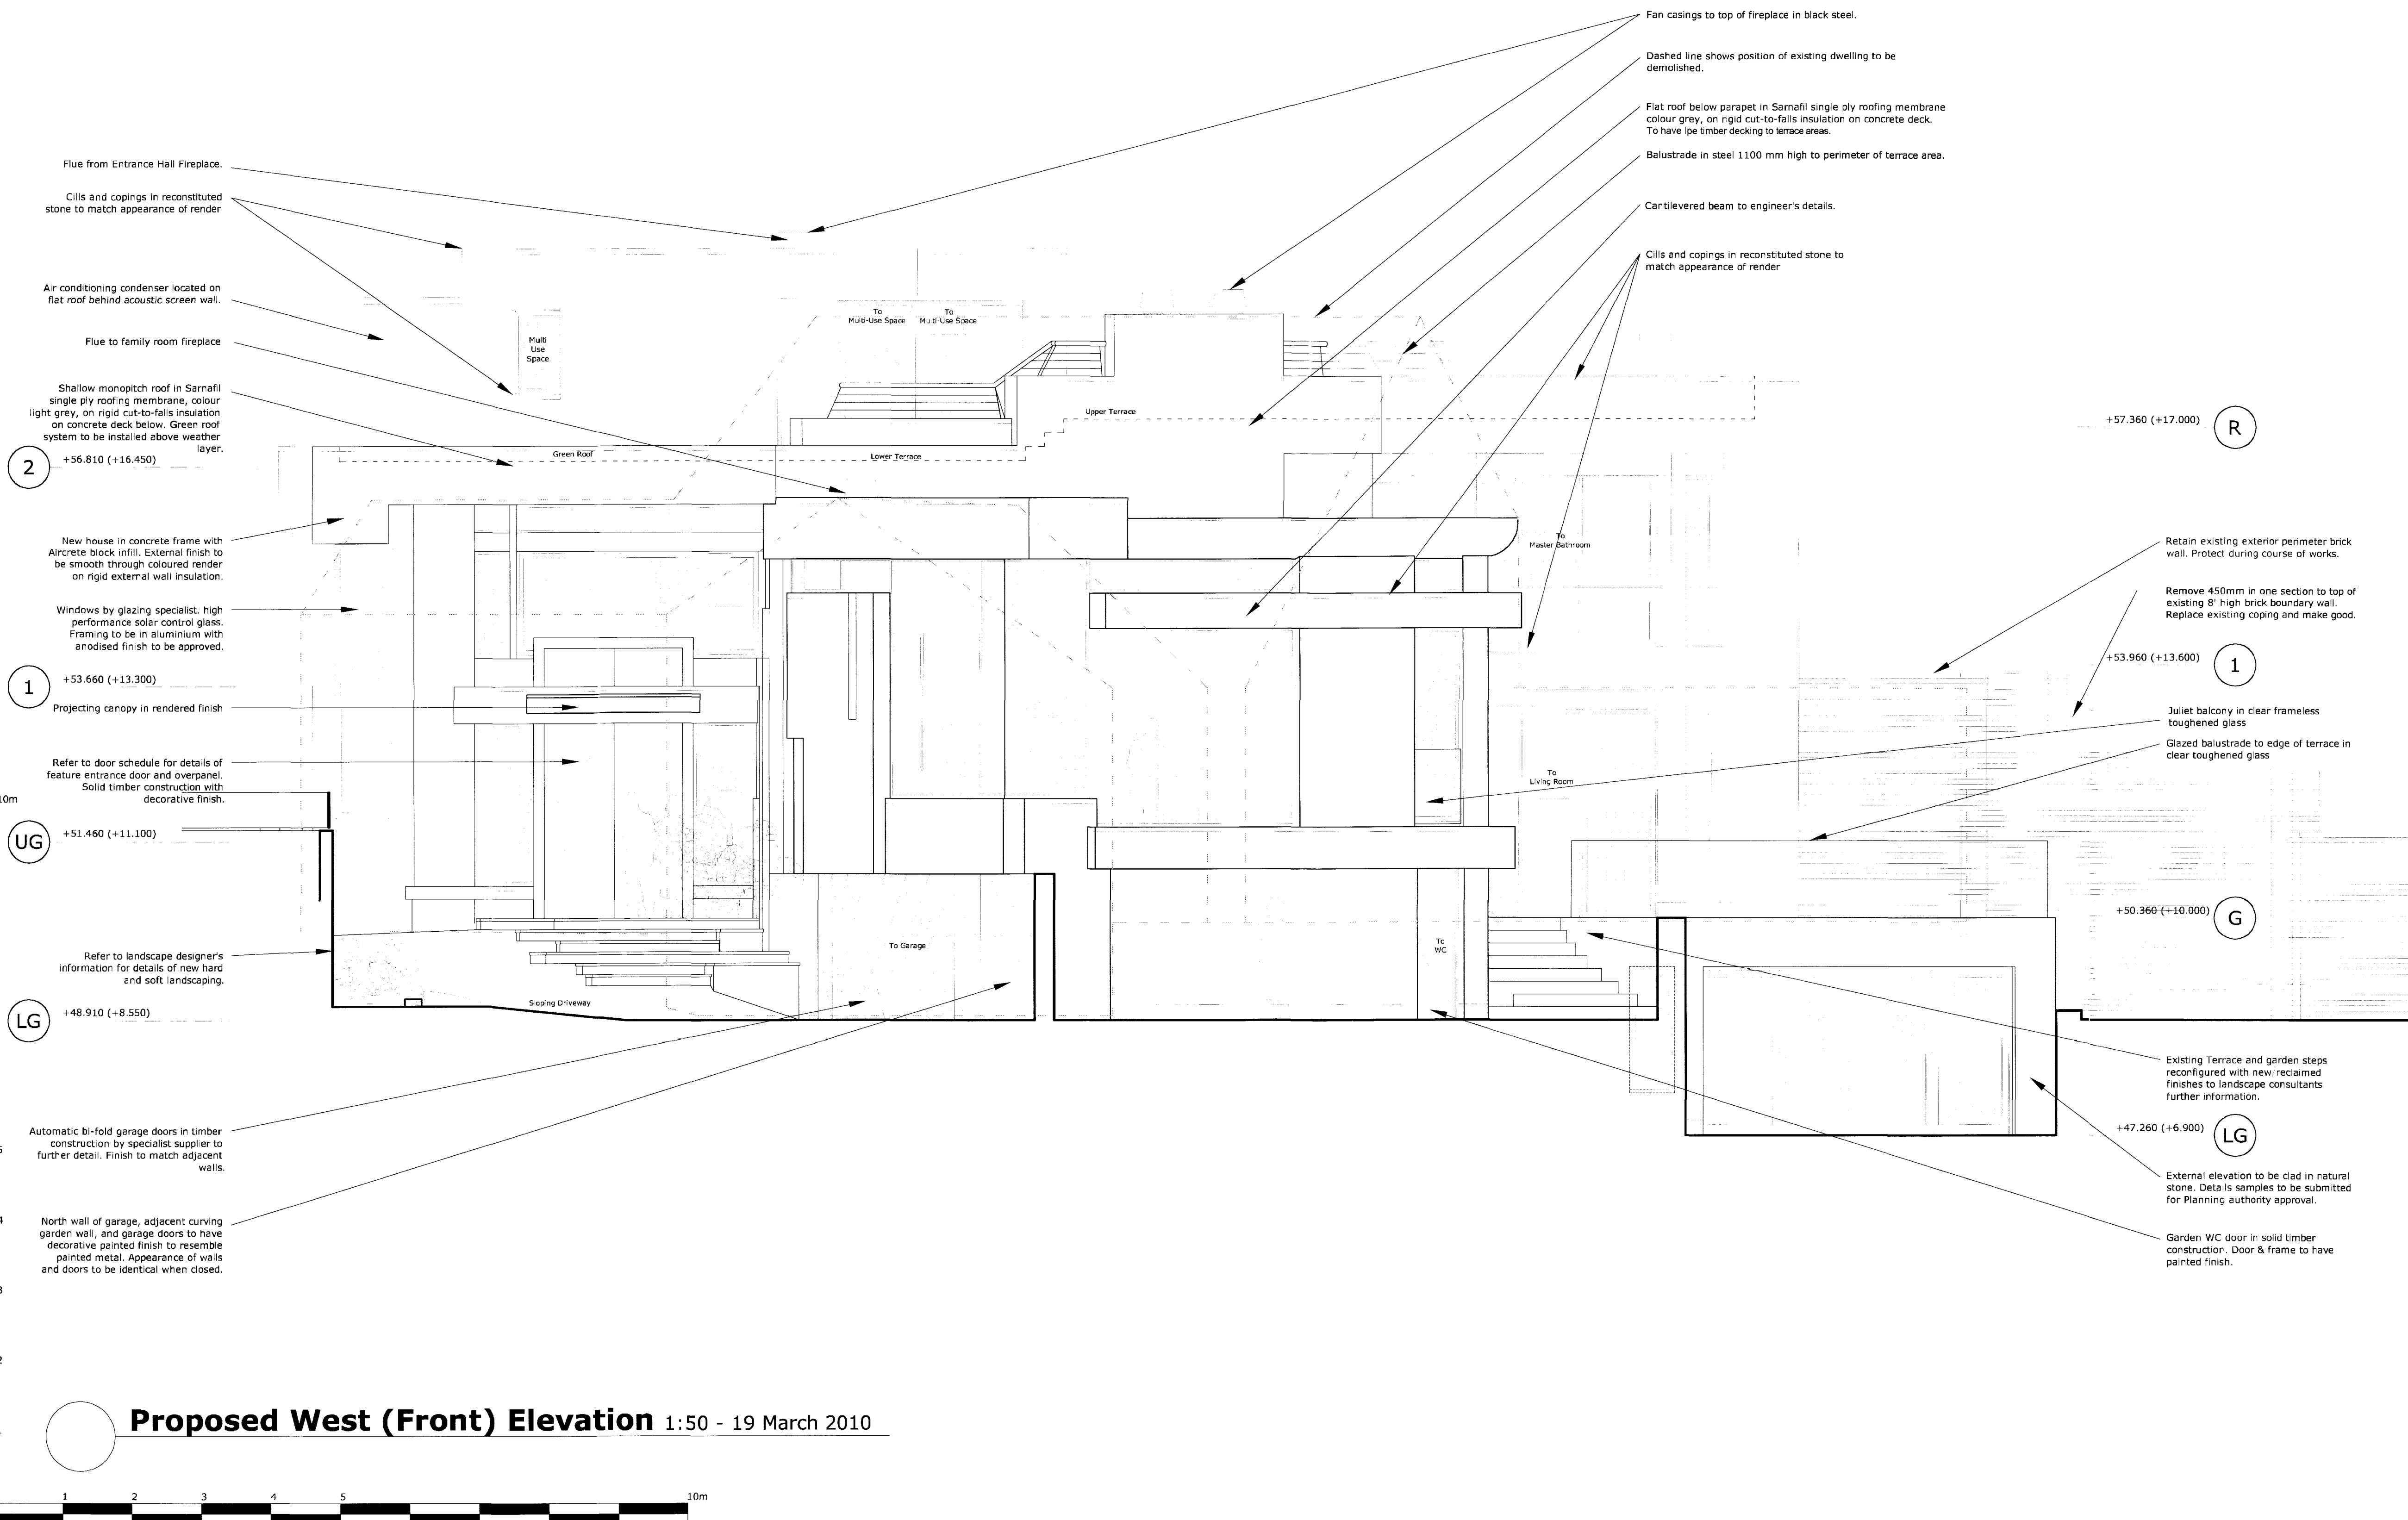 Fan casings to top of fireplace in black steel.
Dashed line shows position of existing dwelling to be
demolished.
Flat roof below parapet in Sarnafil single ply roofing membrane
colour grey, on rigid cut-to-falls insulation on concrete deck.
To have Ipe timber decking to terrace areas.
Balustrade in steel 1100 mm high to perimeter of terrace area.
Cantilevered beam to engineer's details.
Cills and copings in reconstituted stone to
match appearance of render
Flue from Entrance Hall Fireplace.
Cills and copings in reconstituted
stone to match appearance of render
Air conditioning condenser located on
flat roof behind acoustic screen wall.
Flue to family room fireplace
Shallow monopitch roof in Sarnafil
single ply roofing membrane, colour
light grey, on rigid cut-to-falls insulation
on concrete deck below. Green roof
system to be installed above weather
layer.
2 +56.810 (+16.450)
New house in concrete frame with
Aircrete block infill. External finish to
be smooth through coloured render
on rigid external wall insulation.
Windows by glazing specialist. high
performance solar control glass.
Framing to be in aluminium with
anodised finish to be approved.
1 +53.660 (+13.300)
Projecting canopy in rendered finish
Refer to door schedule for details of
feature entrance door and overpanel.
Solid timber construction with
decorative finish.
10m
UG +51.460 (+11.100)
Refer to landscape designer's
information for details of new hard
and soft landscaping.
LG +48.910 (+8.550)
Automatic bi-fold garage doors in timber
construction by specialist supplier to
further detail. Finish to match adjacent
walls.
North wall of garage, adjacent curving
garden wall, and garage doors to have
decorative painted finish to resemble
painted metal. Appearance of walls
and doors to be identical when closed.
4
3
2
Multi
Use
Space
To
Multi-Use Space
To
Multi-Use Space
Upper Terrace
Green Roof
Lower Terrace
To
Master Bathroom
To
Living Room
To Garage
To
WC
Sloping Driveway
+57.360 (+17.000) R
Retain existing exterior perimeter brick
wall. Protect during course of works.
Remove 450mm in one section to top of
existing 8' high brick boundary wall.
Replace existing coping and make good.
+53.960 (+13.600) 1
Juliet balcony in clear frameless
toughened glass
Glazed balustrade to edge of terrace in
clear toughened glass
+50.360 (+10.000) G
Existing Terrace and garden steps
reconfigured with new/reclaimed
finishes to landscape consultants
further information.
+47.260 (+6.900) LG
External elevation to be clad in natural
stone. Details samples to be submitted
for Planning authority approval.
Garden WC door in solid timber
construction. Door & frame to have
painted finish.
Proposed West (Front) Elevation 1:50 - 19 March 2010
1 2 3 4 5 10m